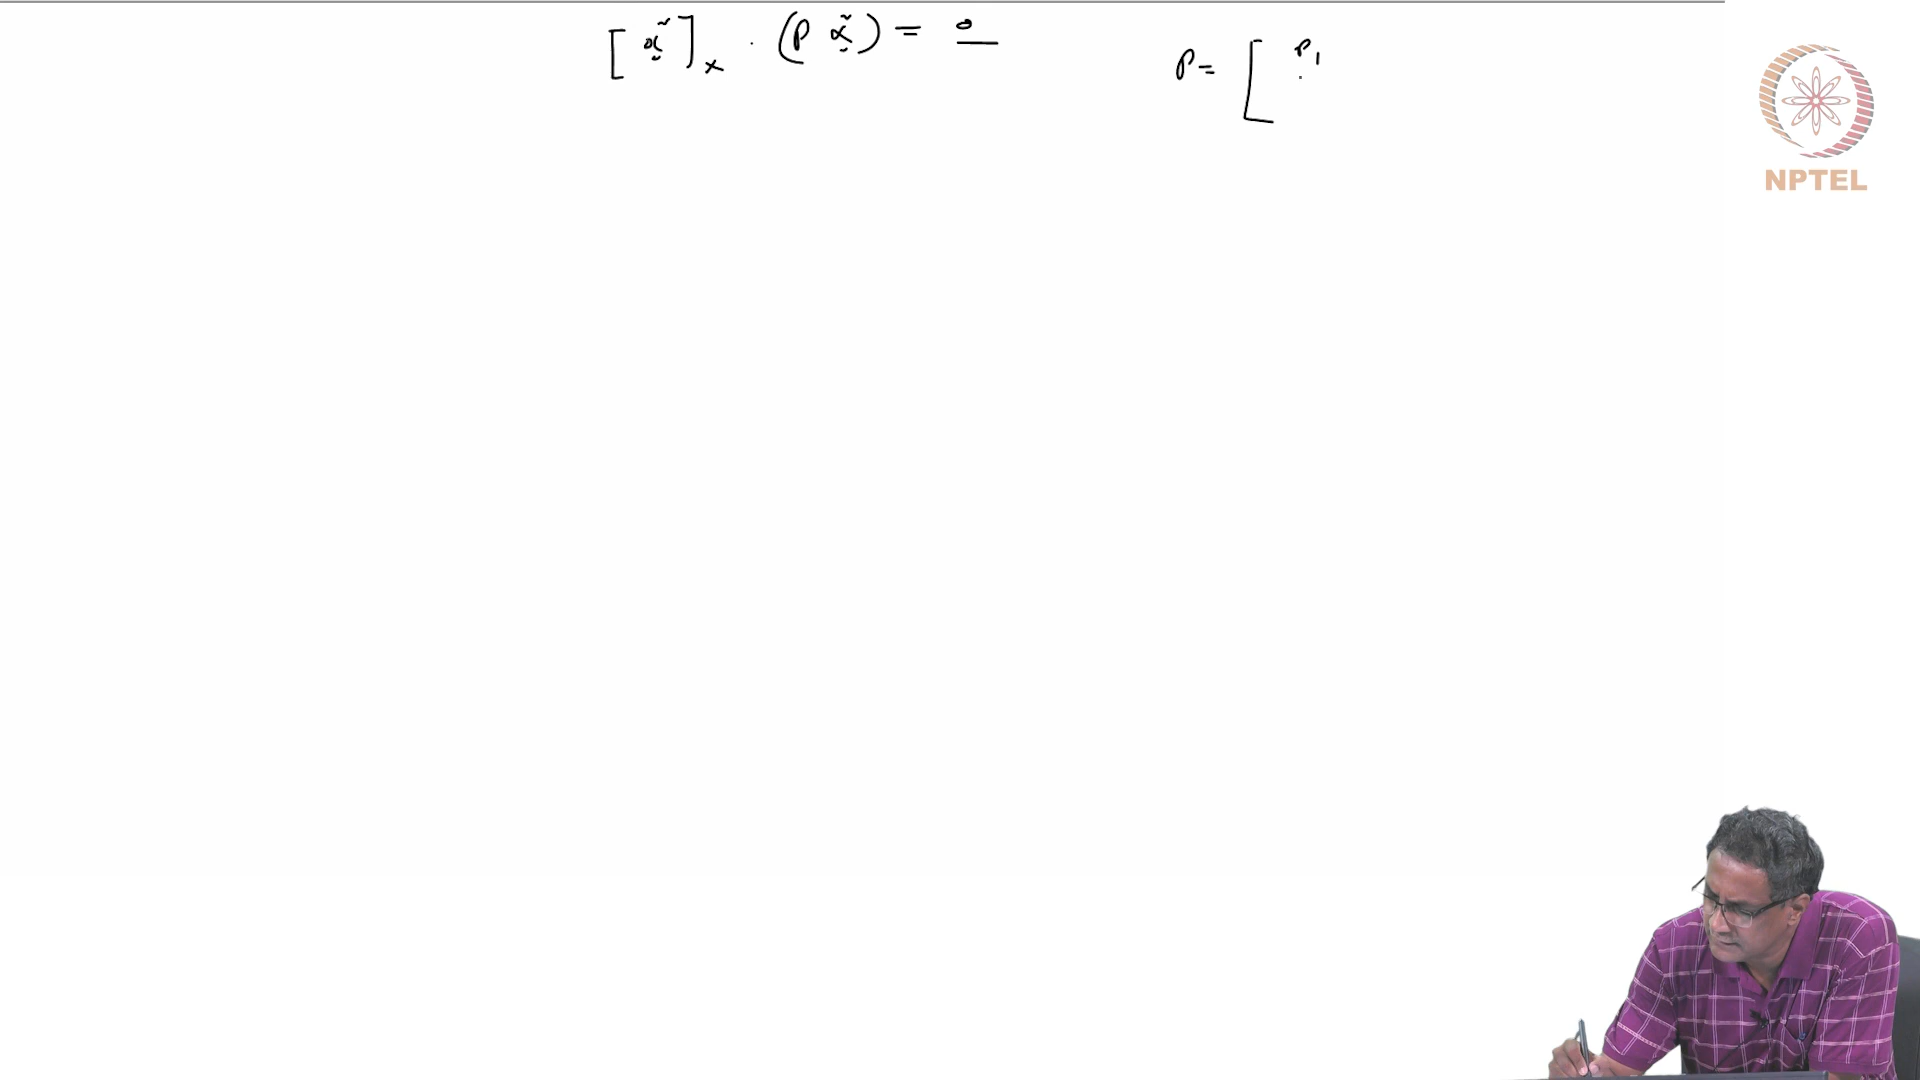 [ x̰̃ ]ₓ . (P x̰̃) = 0̲ P = [ P₁
NPTEL